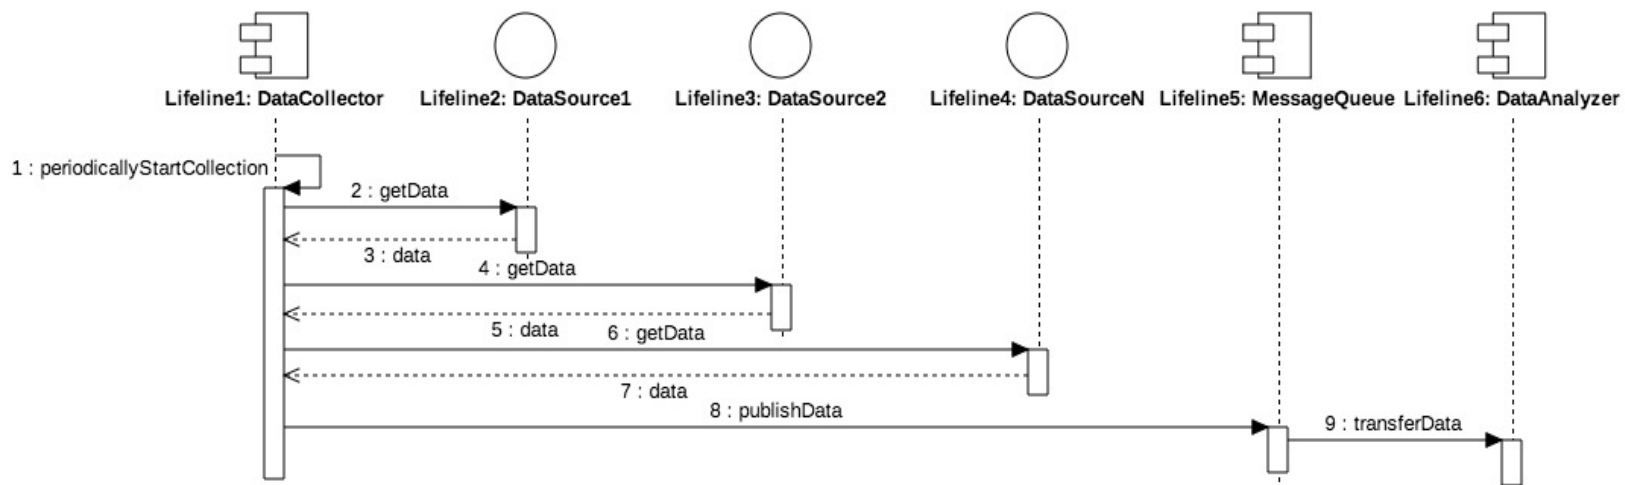 Lifeline1: DataCollector
Lifeline2: DataSource1
Lifeline3: DataSource2
Lifeline4: DataSourceN
Lifeline5: MessageQueue
Lifeline6: DataAnalyzer
1 : periodicallyStartCollection
2 : getData
3 : data
4 : getData
5 : data
6 : getData
7 : data
8 : publishData
9 : transferData